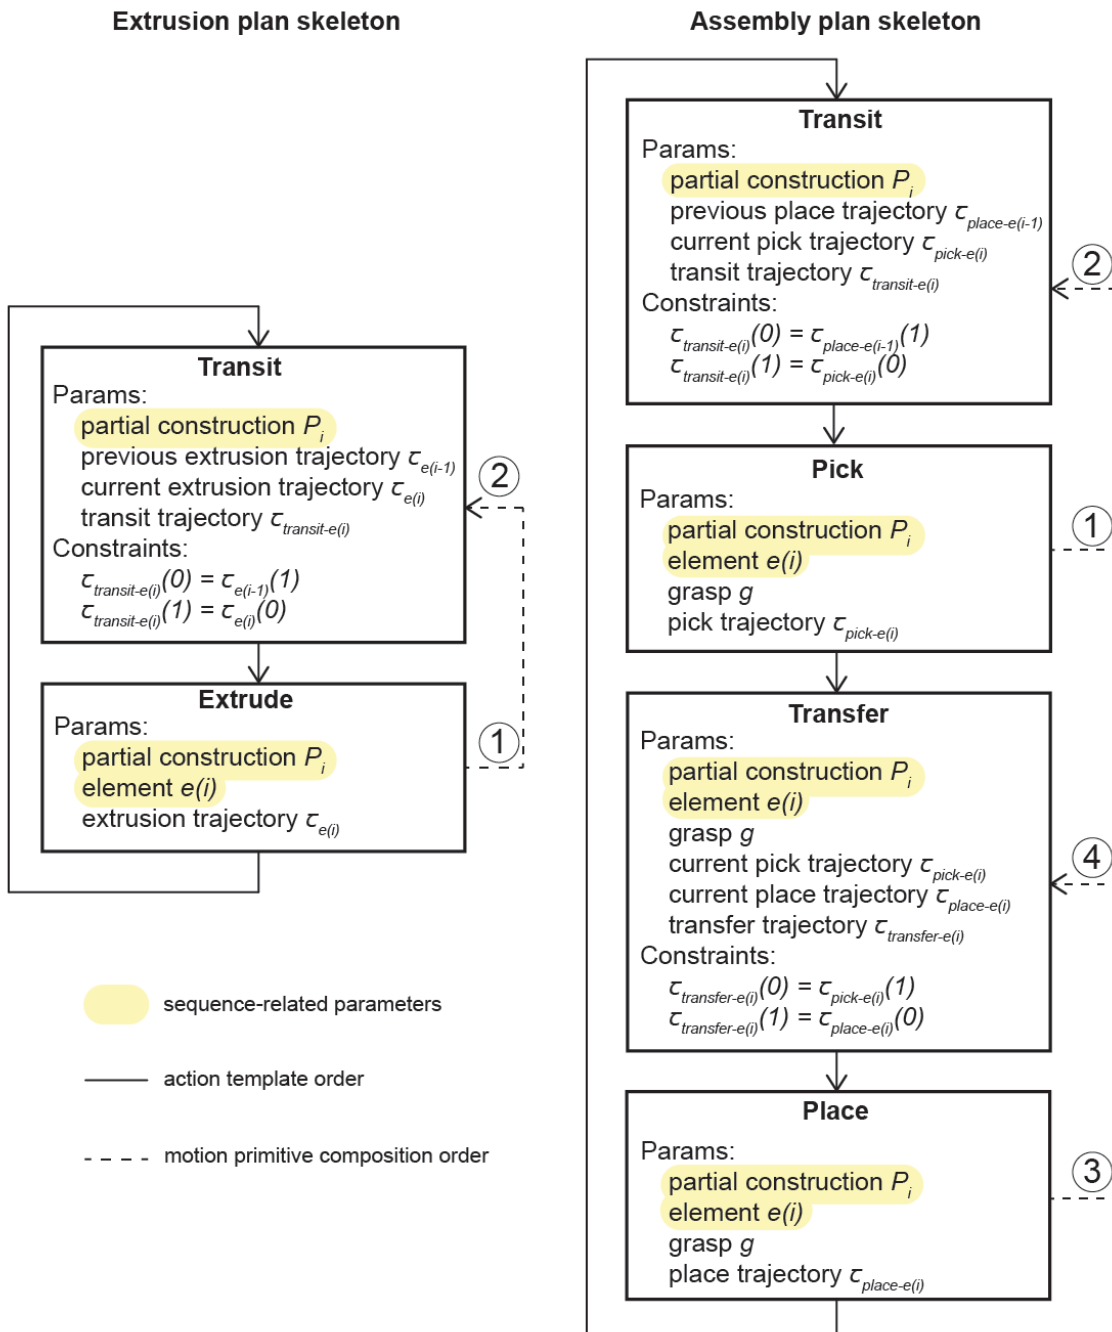 Extrusion plan skeleton
Transit
Params:
partial construction P_i
previous extrusion trajectory τ_e(i-1)
current extrusion trajectory τ_e(i)
transit trajectory τ_transit-e(i)
Constraints:
τ_transit-e(i)(0) = τ_e(i-1)(1)
τ_transit-e(i)(1) = τ_e(i)(0)
2
Extrude
Params:
partial construction P_i
element e(i)
extrusion trajectory τ_e(i)
1
sequence-related parameters
action template order
motion primitive composition order
Assembly plan skeleton
Transit
Params:
partial construction P_i
previous place trajectory τ_place-e(i-1)
current pick trajectory τ_pick-e(i)
transit trajectory τ_transit-e(i)
Constraints:
τ_transit-e(i)(0) = τ_place-e(i-1)(1)
τ_transit-e(i)(1) = τ_pick-e(i)(0)
2
Pick
Params:
partial construction P_i
element e(i)
grasp g
pick trajectory τ_pick-e(i)
1
Transfer
Params:
partial construction P_i
element e(i)
grasp g
current pick trajectory τ_pick-e(i)
current place trajectory τ_place-e(i)
transfer trajectory τ_transfer-e(i)
Constraints:
τ_transfer-e(i)(0) = τ_pick-e(i)(1)
τ_transfer-e(i)(1) = τ_place-e(i)(0)
4
Place
Params:
partial construction P_i
element e(i)
grasp g
place trajectory τ_place-e(i)
3